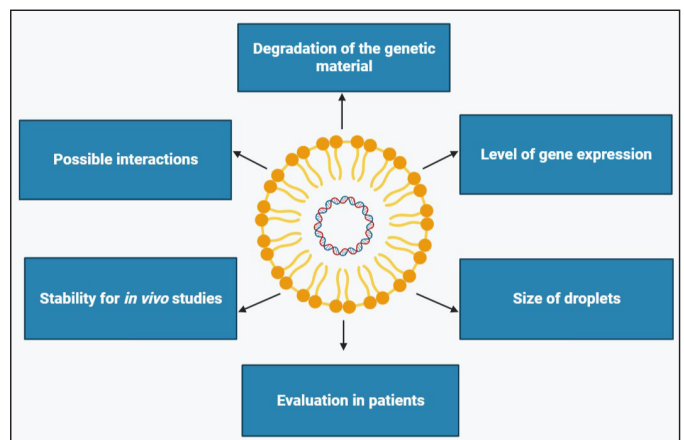 Degradation of the genetic
material
Possible interactions
Level of gene expression
Stability for in vivo studies
Size of droplets
Evaluation in patients